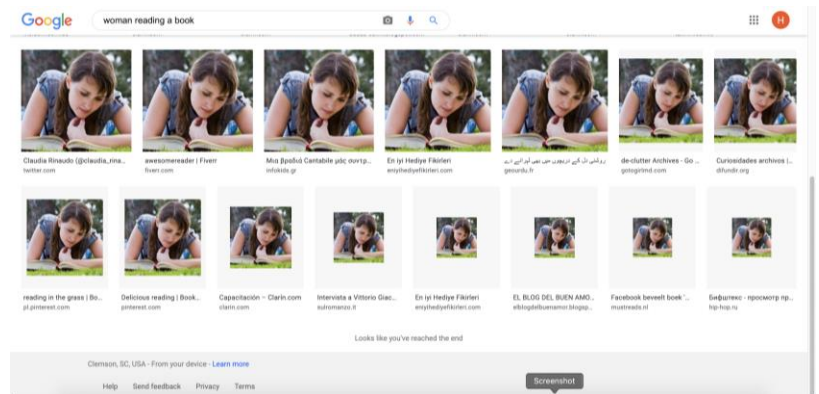 Google
woman reading a book
H
Claudia Rinaudo (@claudia_rina...
twitter.com
awesomereader | Fiverr
fiverr.com
Μια βραδιά Cantabile μάς συντρ...
infokids.gr
En iyi Hediye Fikirleri
eniyihediyefikirleri.com
geourdu.fr
de-clutter Archives - Go ...
gotogirlmd.com
Curiosidades archivos |...
difundir.org
reading in the grass | Bo...
pl.pinterest.com
Delicious reading | Book...
pinterest.com
Capacitación – Clarín.com
clarin.com
Intervista a Vittorio Giac...
sulromanzo.it
En iyi Hediye Fikirleri
eniyihediyefikirleri.com
EL BLOG DEL BUEN AMO...
elblogdelbuenamor.blogsp...
Facebook beveelt boek '...
mustreads.nl
Бифшлекс - просмотр пр...
hip-hop.ru
Looks like you've reached the end
Clemson, SC, USA - From your device - Learn more
Help Send feedback Privacy Terms
Screenshot